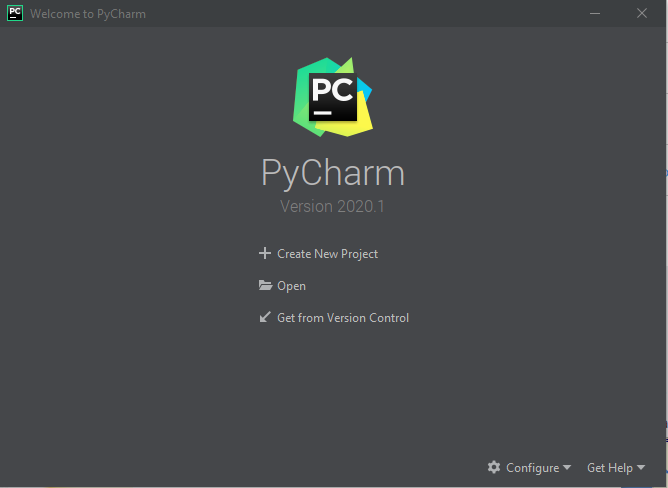 PC
Welcome to PyCharm
PC
PyCharm
Version 2020.1
Create New Project
Open
Get from Version Control
Configure
Get Help